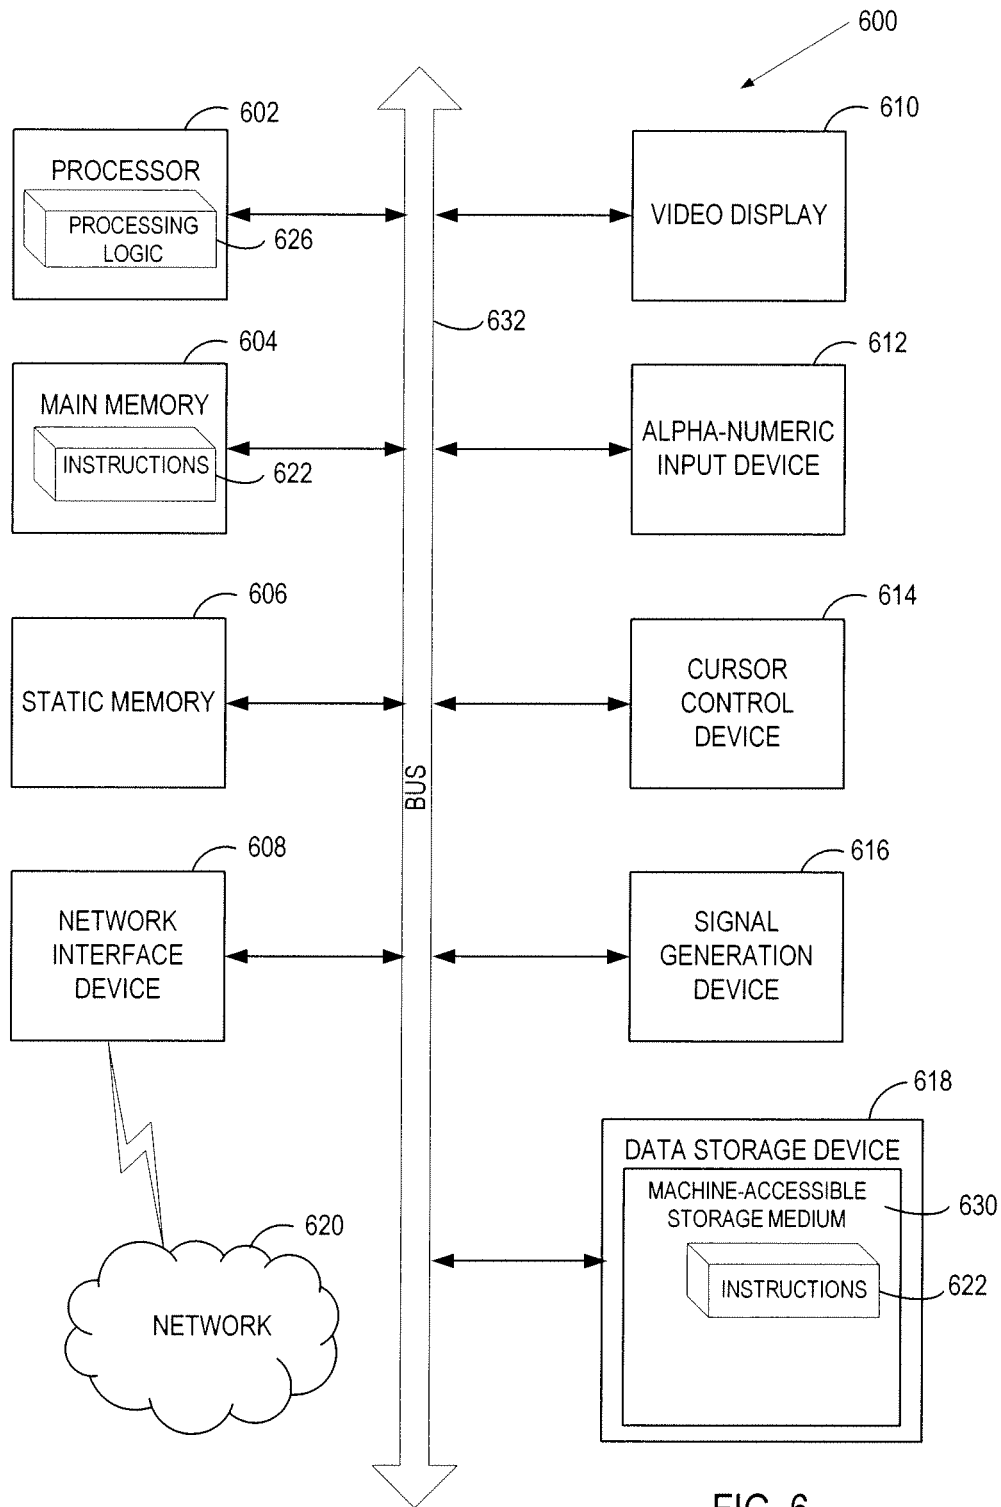 600
602
PROCESSOR
PROCESSING
LOGIC
626
610
VIDEO DISPLAY
632
604
MAIN MEMORY
INSTRUCTIONS
622
612
ALPHA-NUMERIC
INPUT DEVICE
606
STATIC MEMORY
614
CURSOR
CONTROL
DEVICE
BUS
608
NETWORK
INTERFACE
DEVICE
616
SIGNAL
GENERATION
DEVICE
618
DATA STORAGE DEVICE
MACHINE-ACCESSIBLE
STORAGE MEDIUM
630
INSTRUCTIONS
622
620
NETWORK
FIG. 6